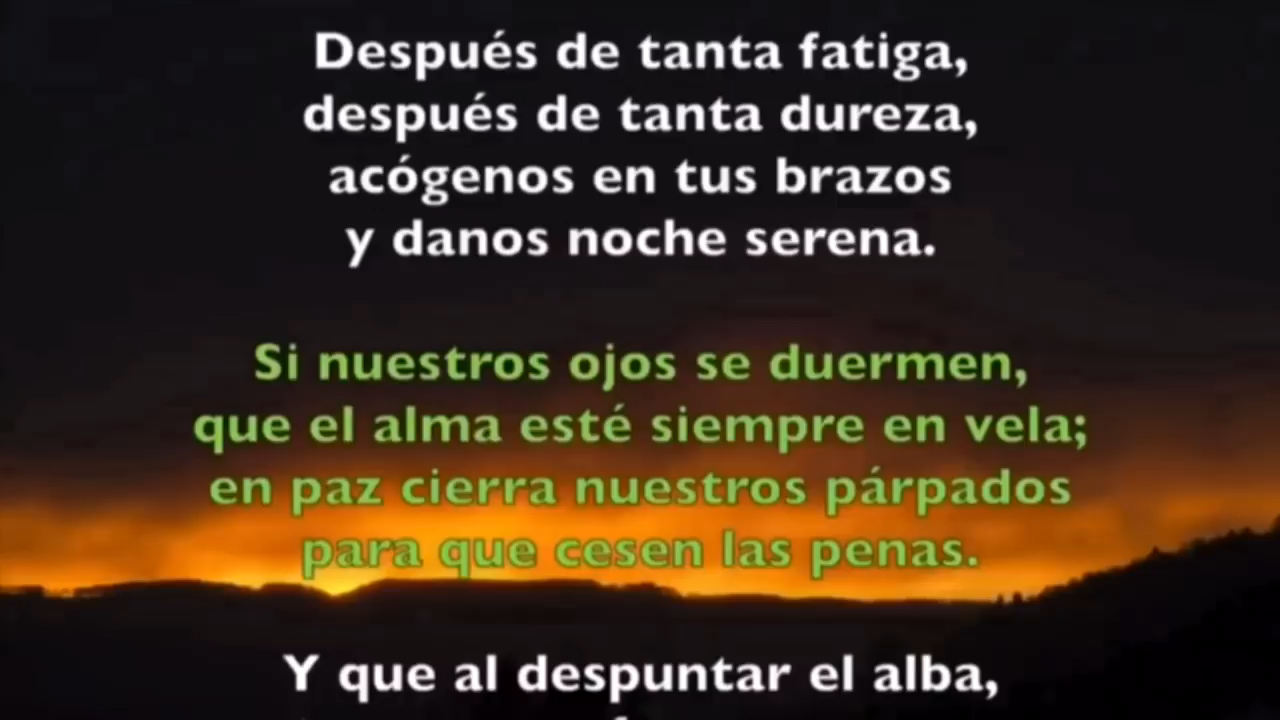 Después de tanta fatiga,
después de tanta dureza,
acógenos en tus brazos
y danos noche serena.
Si nuestros ojos se duermen,
que el alma esté siempre en vela;
en paz cierra nuestros párpados
para que cesen las penas.
Y que al despuntar el alba,